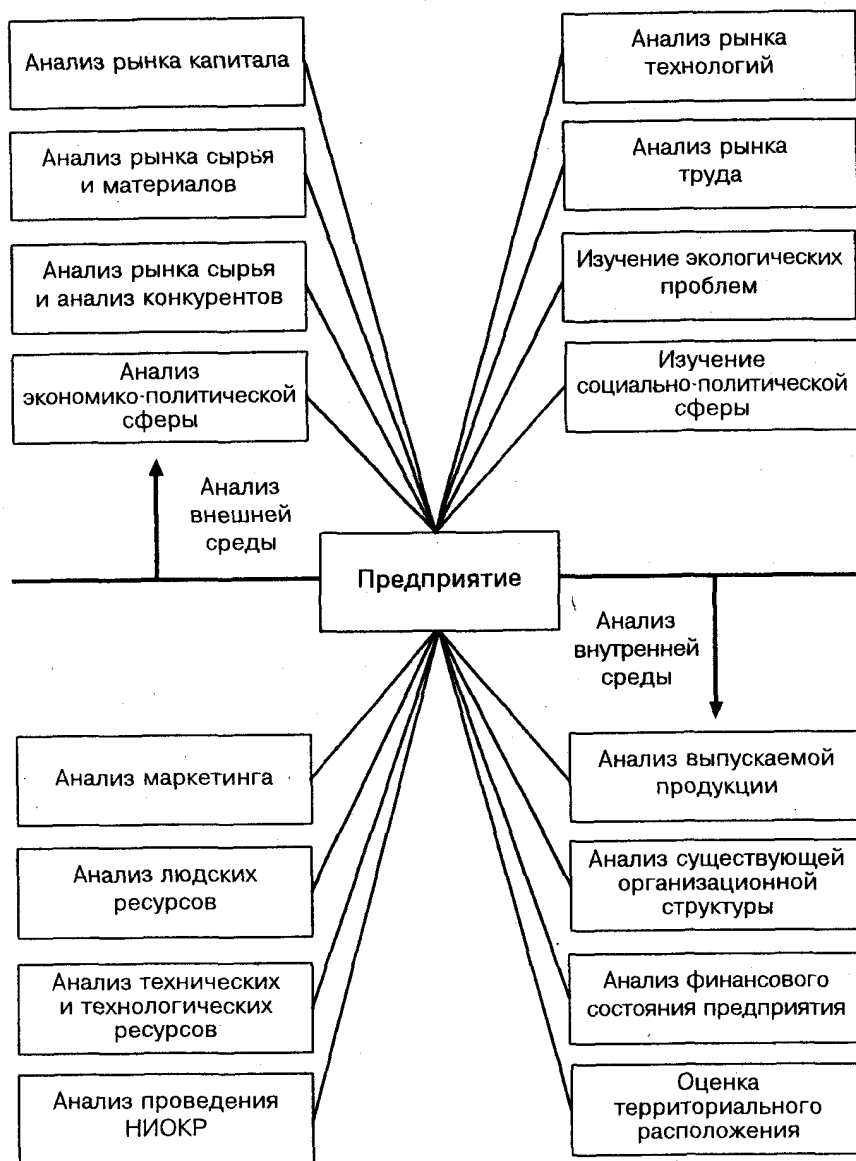 Анализ рынка капитала
Анализ рынка сырья
и материалов
Анализ рынка сырья
и анализ конкурентов
Анализ
экономико-политической
сферы
Анализ рынка
технологий
Анализ рынка
труда
Изучение экологических
проблем
Изучение
социально-политической
сферы
Анализ
внешней
среды
Предприятие
Анализ
внутренней
среды
Анализ маркетинга
Анализ людских
ресурсов
Анализ технических
и технологических
ресурсов
Анализ проведения
НИОКР
Анализ выпускаемой
продукции
Анализ существующей
организационной
структуры
Анализ финансового
состояния предприятия
Оценка
территориального
расположения